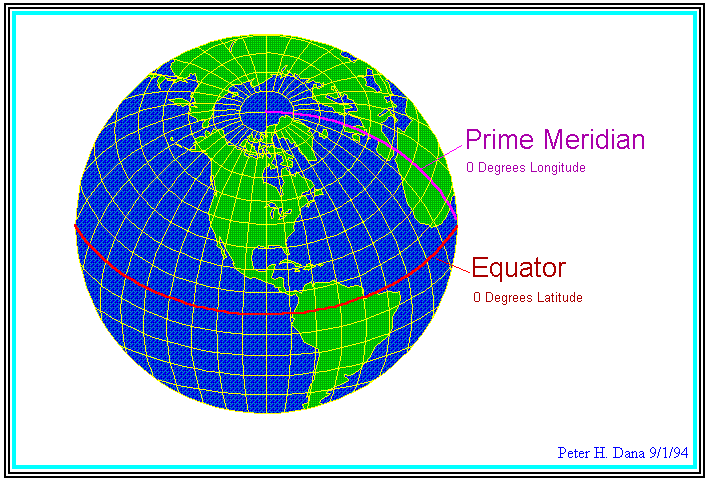 Prime Meridian
0 Degrees Longitude
Equator
0 Degrees Latitude
Peter H. Dana 9/1/94